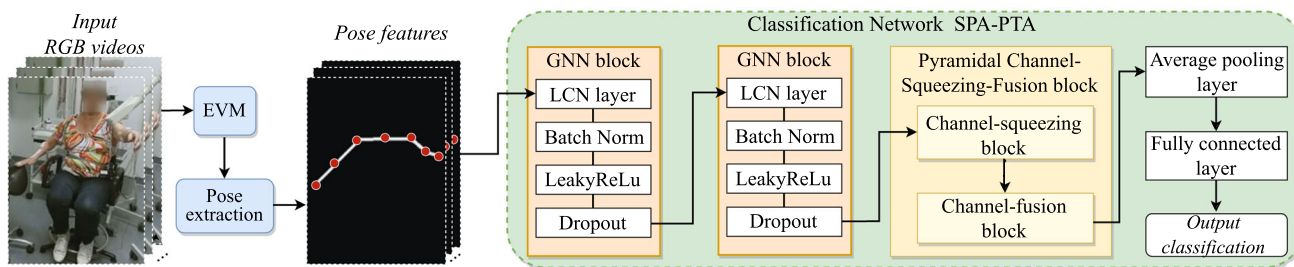 Input
RGB videos
EVM
Pose
extraction
Pose features
Classification Network SPA-PTA
GNN block
LCN layer
Batch Norm
LeakyReLu
Dropout
GNN block
LCN layer
Batch Norm
LeakyReLu
Dropout
Pyramidal Channel-
Squeezing-Fusion block
Channel-squeezing
block
Channel-fusion
block
Average pooling
layer
Fully connected
layer
Output
classification